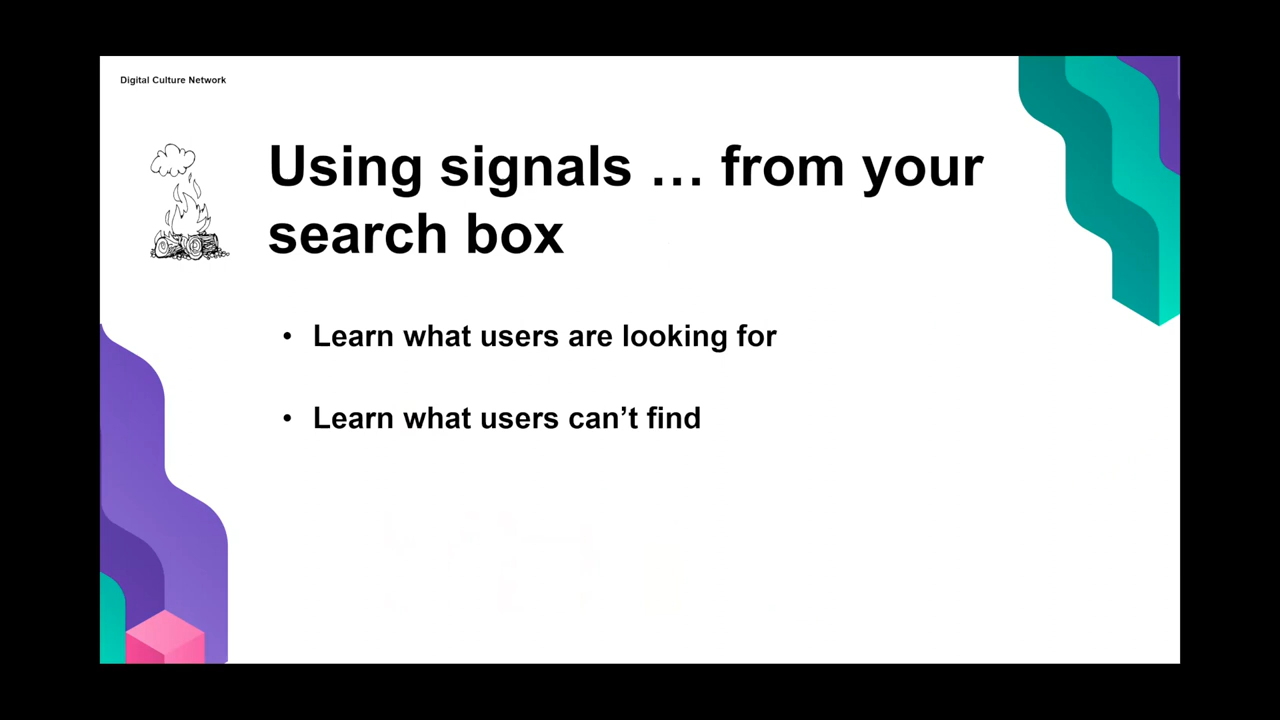 Digital Culture Network
Using signals … from your
search box
• Learn what users are looking for
• Learn what users can’t find